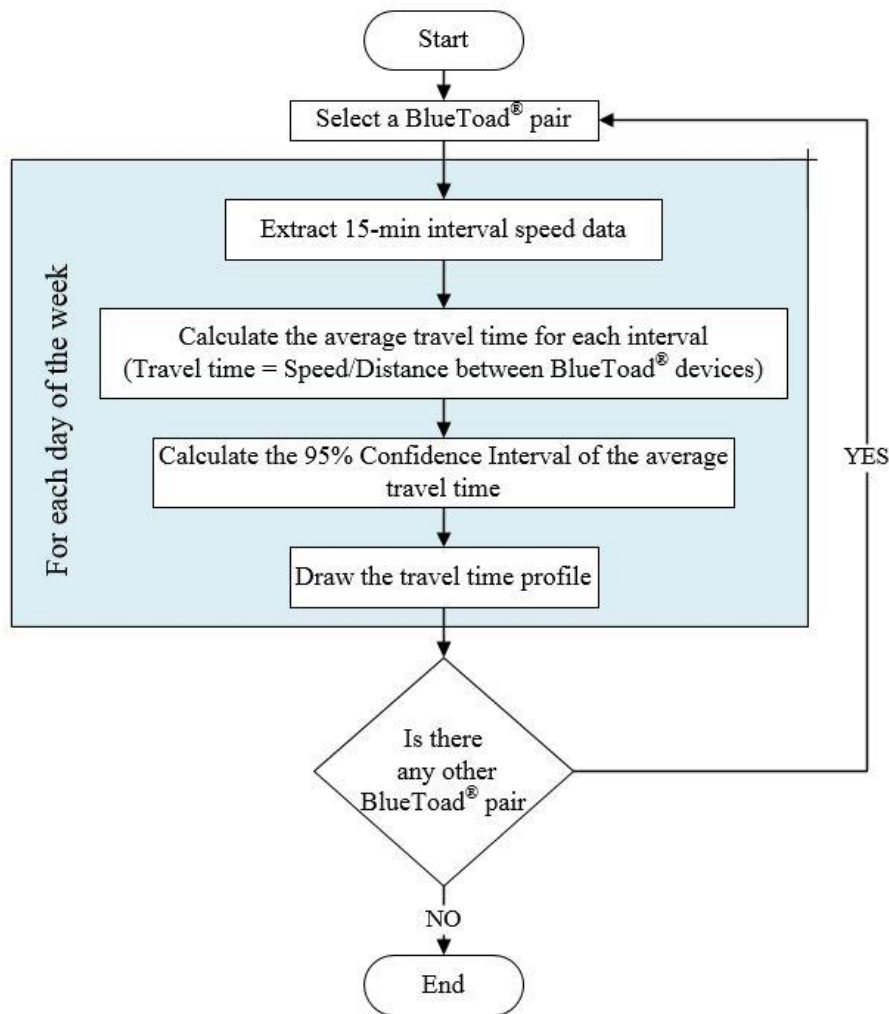 Start
Select a BlueToad® pair
For each day of the week
Extract 15-min interval speed data
Calculate the average travel time for each interval
(Travel time = Speed/Distance between BlueToad® devices)
Calculate the 95% Confidence Interval of the average
travel time
Draw the travel time profile
YES
Is there
any other
BlueToad® pair
NO
End